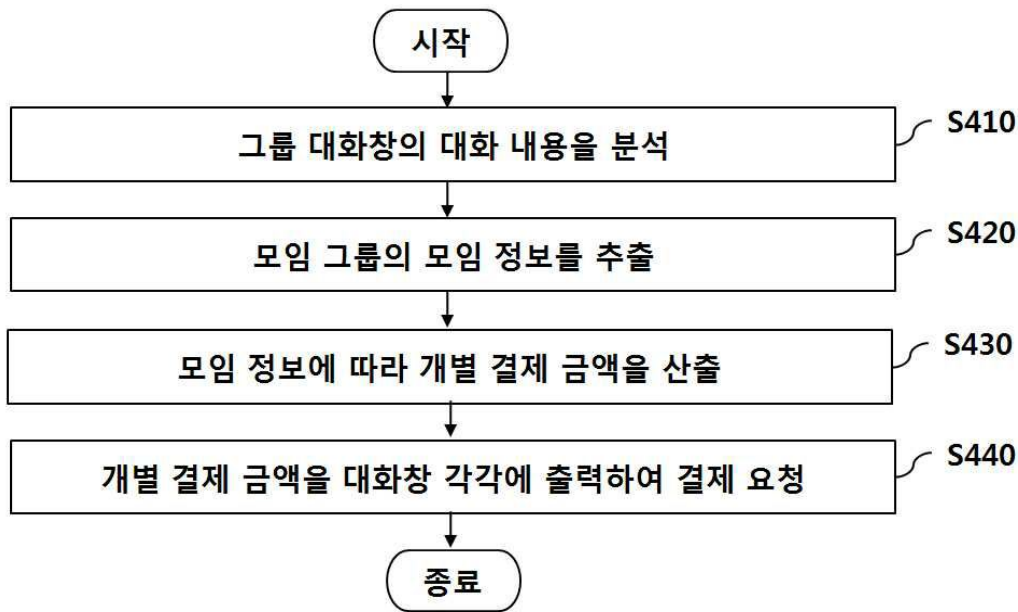 시작
그룹 대화창의 대화 내용을 분석
S410
모임 그룹의 모임 정보를 추출
S420
모임 정보에 따라 개별 결제 금액을 산출
S430
개별 결제 금액을 대화창 각각에 출력하여 결제 요청
S440
종료